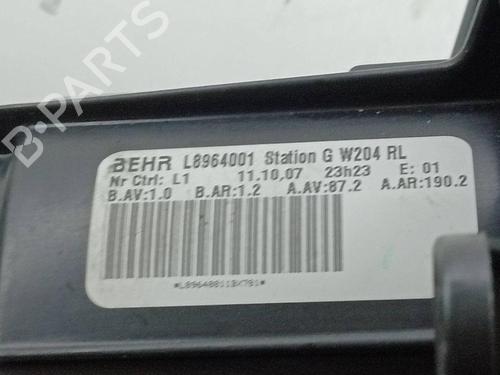 B-PARTS
BEHR L8964001 Station G W204 RL
Nr Ctrl: L1 11.10.07 23h23 E: 01
B.AV:1.0 B.AR:1.2 A.AV:87.2 A.AR:190.2